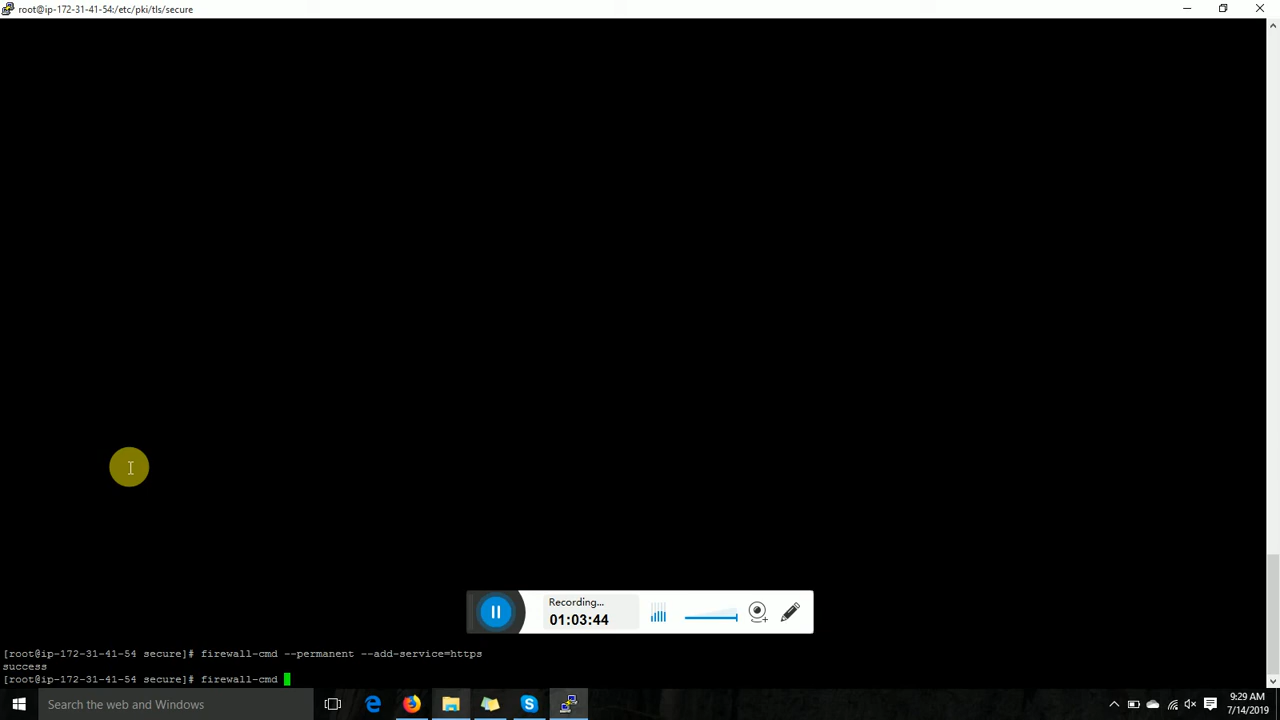 root@ip-172-31-41-54:/etc/pki/tls/secure
Recording...
01:03:44
[root@ip-172-31-41-54 secure]# firewall-cmd --permanent --add-service=https
success
[root@ip-172-31-41-54 secure]# firewall-cmd
Search the web and Windows
9:29 AM
7/14/2019